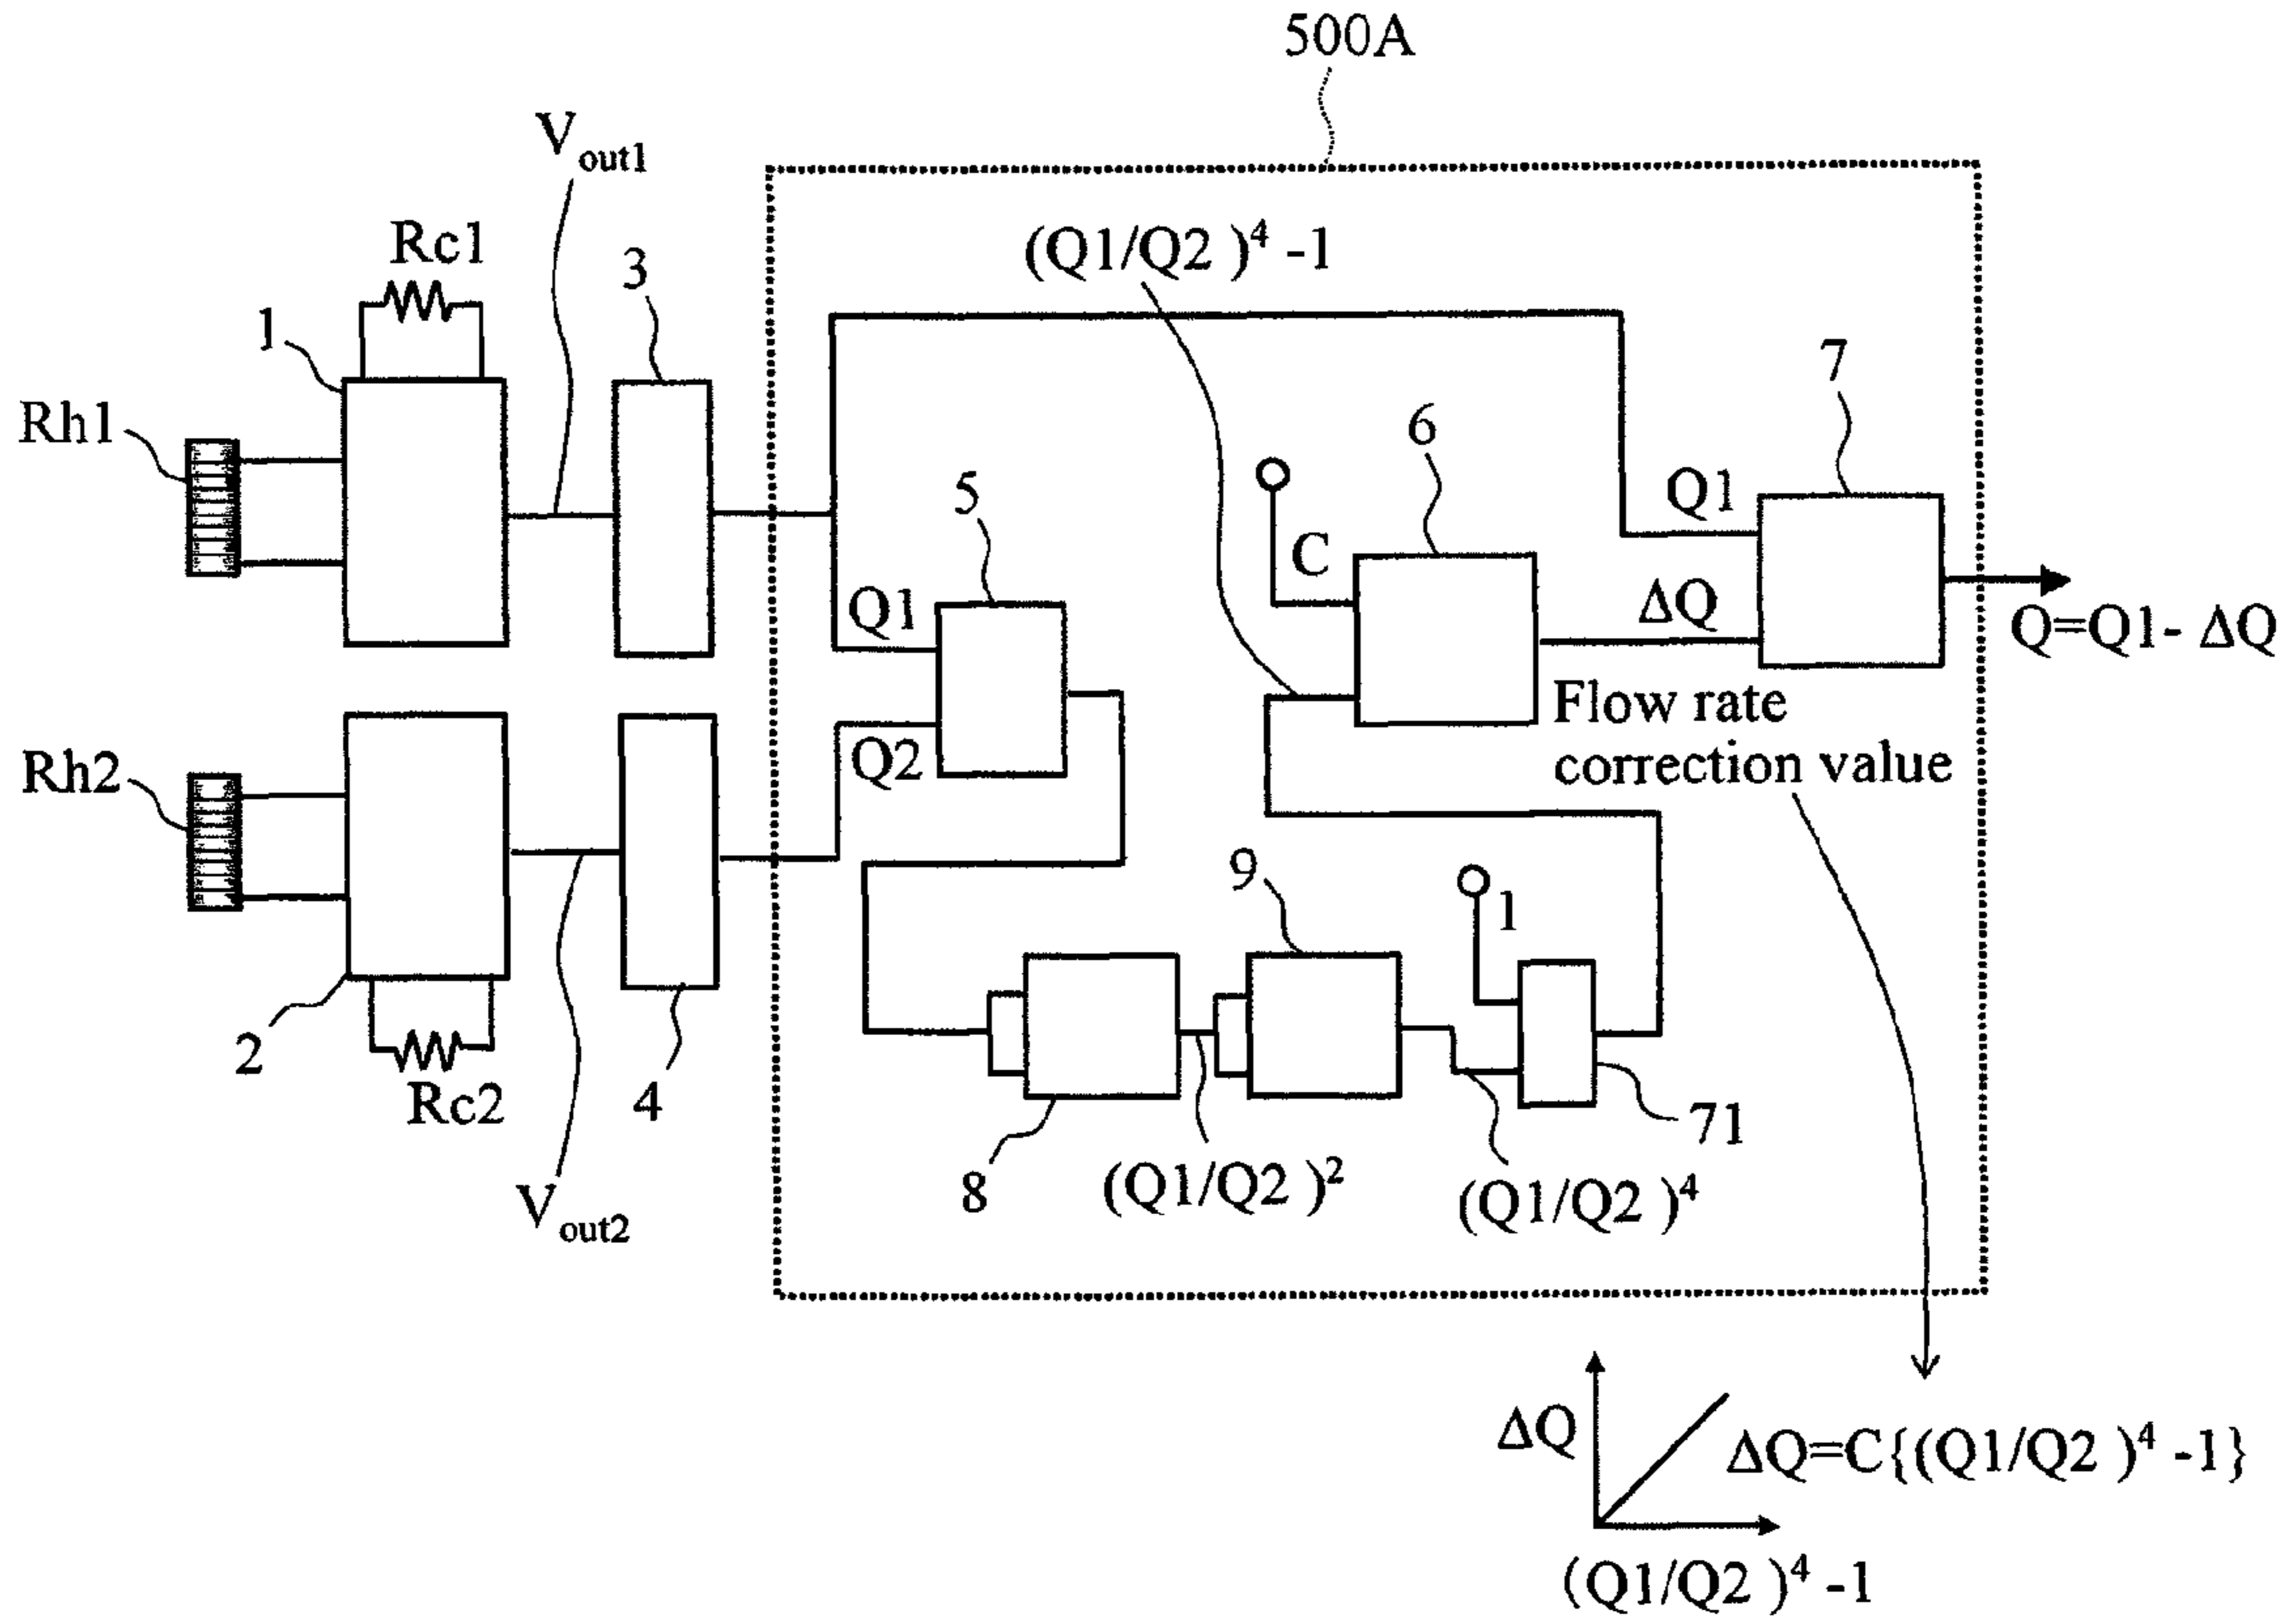 500A
Vout1
Rc1
3
(Q1/Q2 )⁴ -1
1
7
Rh1
6
5
Q1
C
Q1
ΔQ
Q=Q1- ΔQ
Flow rate
correction value
Q2
Rh2
9
1
2
Rc2
4
8
(Q1/Q2 )²
(Q1/Q2 )⁴
71
Vout2
ΔQ
ΔQ=C{(Q1/Q2 )⁴ -1}
(Q1/Q2 )⁴ -1